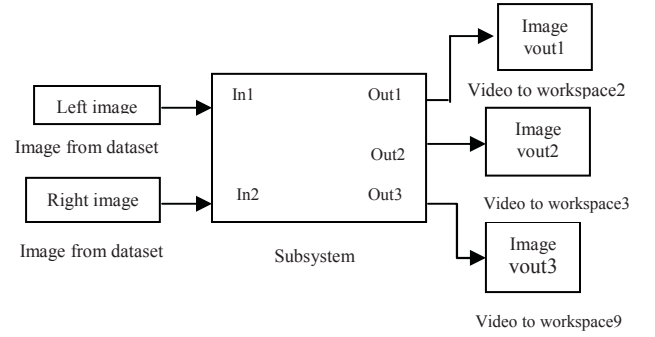 Image
vout1
Video to workspace2
Left image
Image from dataset
Right image
Image from dataset
In1
Out1
Out2
In2
Out3
Subsystem
Image
vout2
Video to workspace3
Image
vout3
Video to workspace9